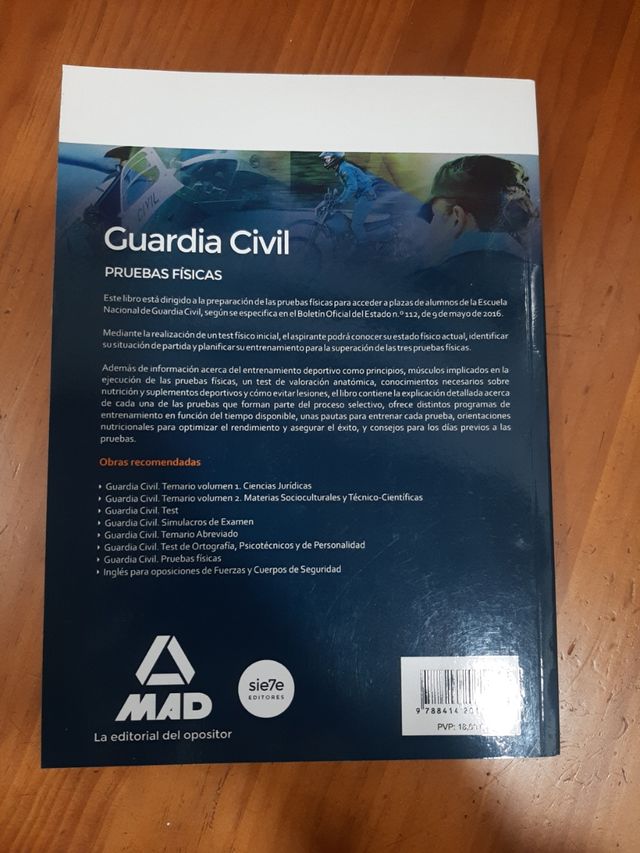 CIVIL
Guardia Civil
PRUEBAS FÍSICAS
Este libro está dirigido a la preparación de las pruebas físicas para acceder a plazas de alumnos de la Escuela
Nacional de Guardia Civil, según se especifica en el Boletín Oficial del Estado n.º 112, de 9 de mayo de 2016.
Mediante la realización de un test físico inicial, el aspirante podrá conocer su estado físico actual, identificar
su situación de partida y planificar su entrenamiento para la superación de las tres pruebas físicas.
Además de información acerca del entrenamiento deportivo como principios, músculos implicados en la
ejecución de las pruebas físicas, un test de valoración anatómica, conocimientos necesarios sobre
nutrición y suplementos deportivos y cómo evitar lesiones, el libro contiene la explicación detallada acerca
de cada una de las pruebas que forman parte del proceso selectivo, ofrece distintos programas de
entrenamiento en función del tiempo disponible, unas pautas para entrenar cada prueba, orientaciones
nutricionales para optimizar el rendimiento y asegurar el éxito, y consejos para los días previos a las
pruebas.
Obras recomendadas
Guardia Civil. Temario volumen 1. Ciencias Jurídicas
Guardia Civil. Temario volumen 2. Materias Socioculturales y Técnico-Científicas
Guardia Civil. Test
Guardia Civil. Simulacros de Examen
Guardia Civil. Temario Abreviado
Guardia Civil. Test de Ortografía, Psicotécnicos y de Personalidad
Guardia Civil. Pruebas físicas
Inglés para oposiciones de Fuerzas y Cuerpos de Seguridad
MAD
La editorial del opositor
sie7e
EDITORES
9 788414 20
PVP: 18,00